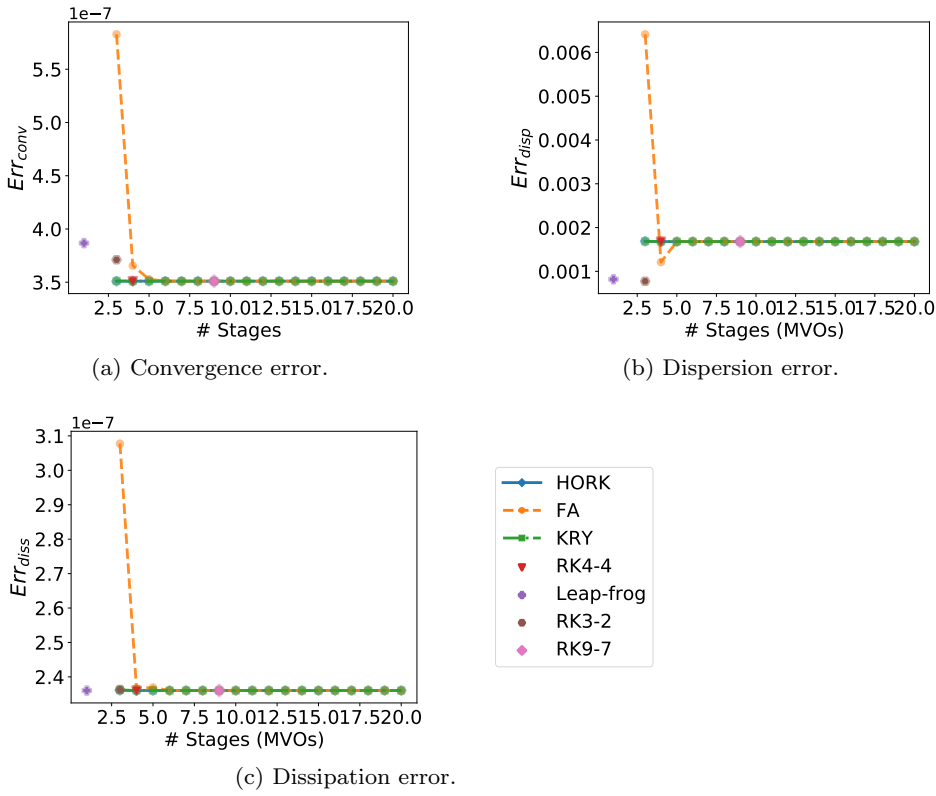 1e−7
5.5
5.0
4.5
4.0
3.5
Err_conv
2.5 5.0 7.5 10.0 12.5 15.0 17.5 20.0
# Stages
(a) Convergence error.
0.006
0.005
0.004
0.003
0.002
0.001
Err_disp
2.5 5.0 7.5 10.0 12.5 15.0 17.5 20.0
# Stages (MVOs)
(b) Dispersion error.
1e−7
3.1
3.0
2.9
2.8
2.7
2.6
2.5
2.4
Err_diss
2.5 5.0 7.5 10.0 12.5 15.0 17.5 20.0
# Stages (MVOs)
(c) Dissipation error.
HORK
FA
KRY
RK4-4
Leap-frog
RK3-2
RK9-7